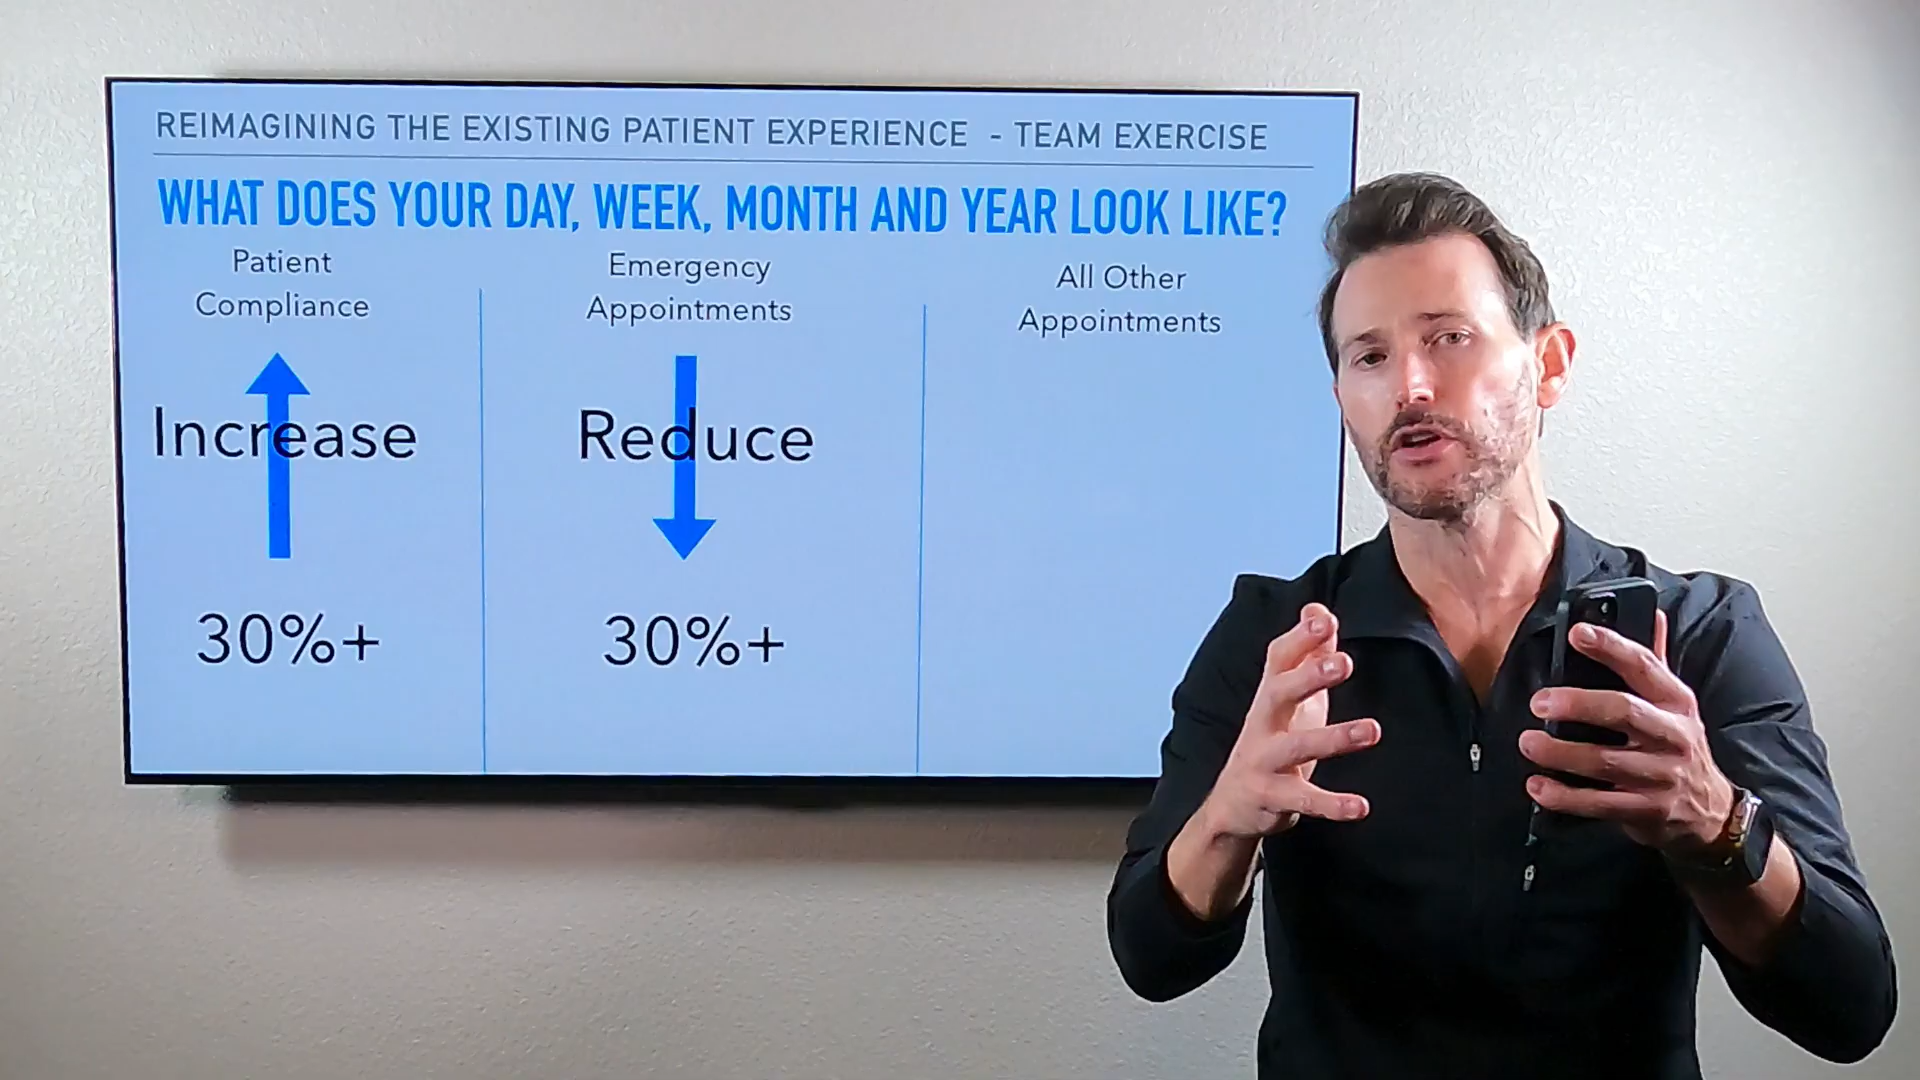 REIMAGINING THE EXISTING PATIENT EXPERIENCE - TEAM EXERCISE
WHAT DOES YOUR DAY, WEEK, MONTH AND YEAR LOOK LIKE?
Patient
Compliance
Increase
30%+
Emergency
Appointments
Reduce
30%+
All Other
Appointments